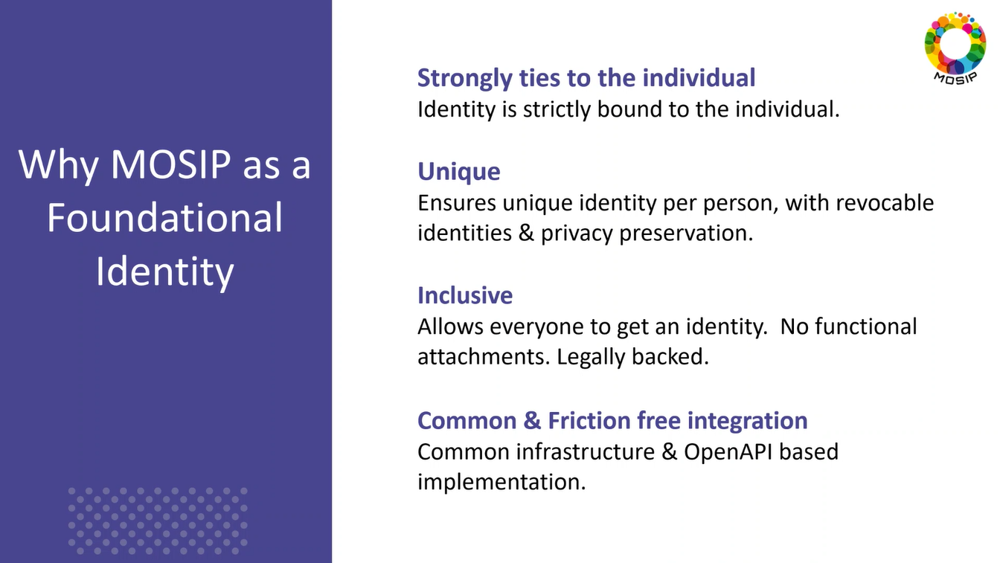 Why MOSIP as a
Foundational
Identity
MOSIP
Strongly ties to the individual
Identity is strictly bound to the individual.
Unique
Ensures unique identity per person, with revocable
identities & privacy preservation.
Inclusive
Allows everyone to get an identity.  No functional
attachments. Legally backed.
Common & Friction free integration
Common infrastructure & OpenAPI based
implementation.